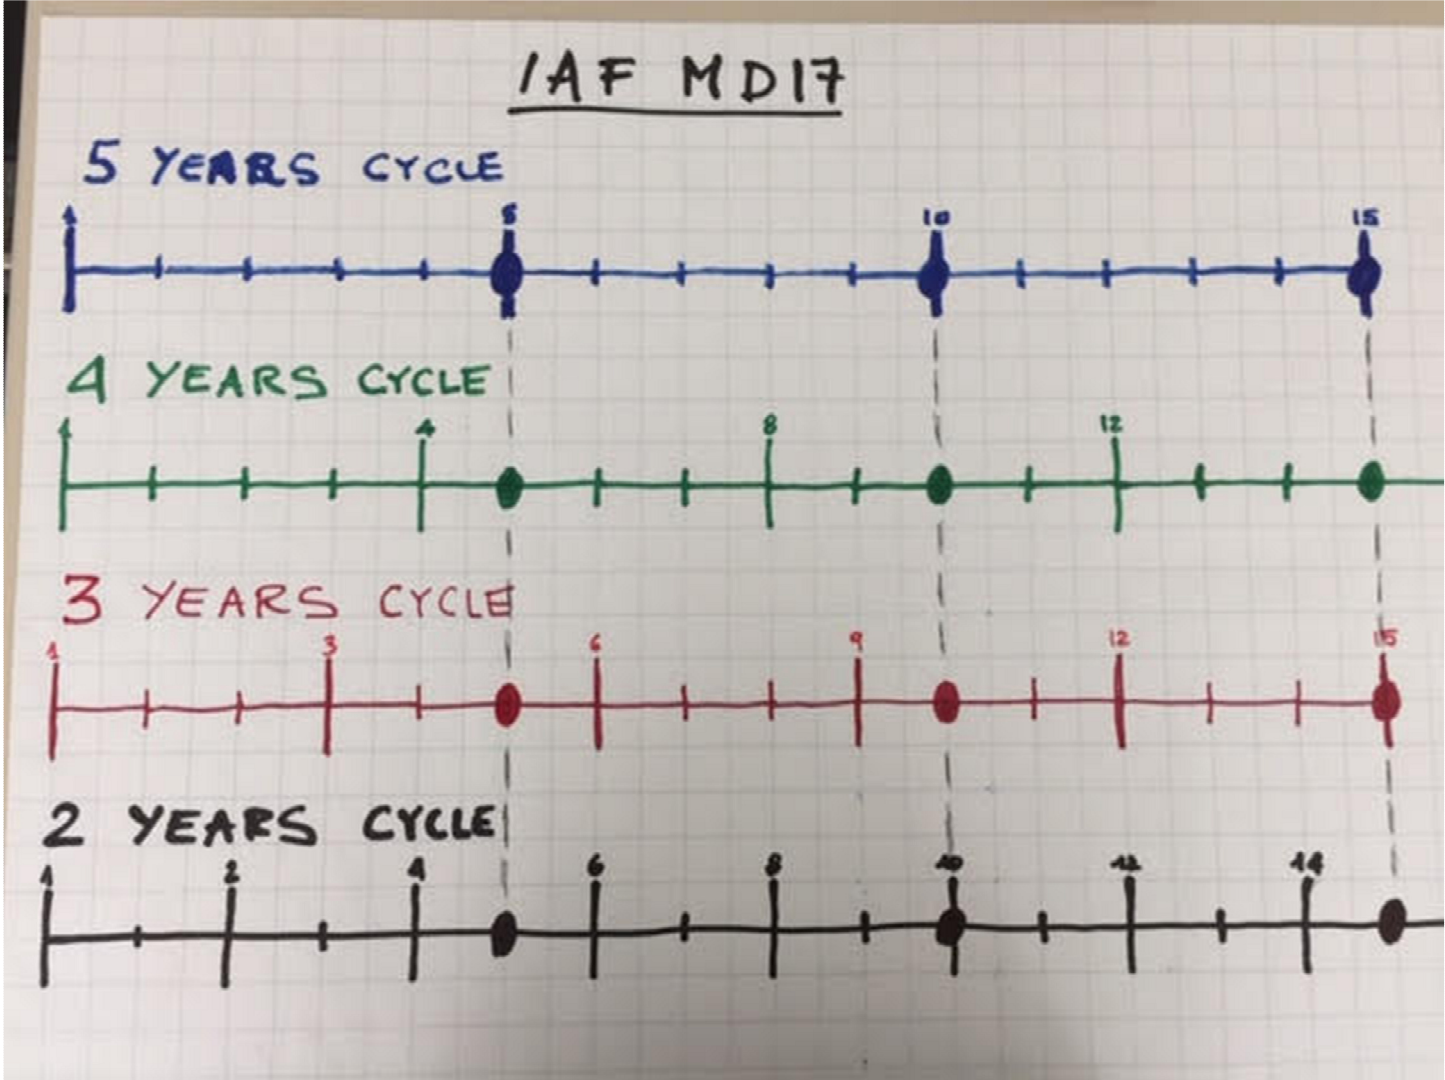 IAF MD17
5 YEARS CYCLE
1 5 10 15
4 YEARS CYCLE
1 4 8 12
3 YEARS CYCLE
1 3 6 9 12 15
2 YEARS CYCLE
1 2 4 6 8 10 12 14